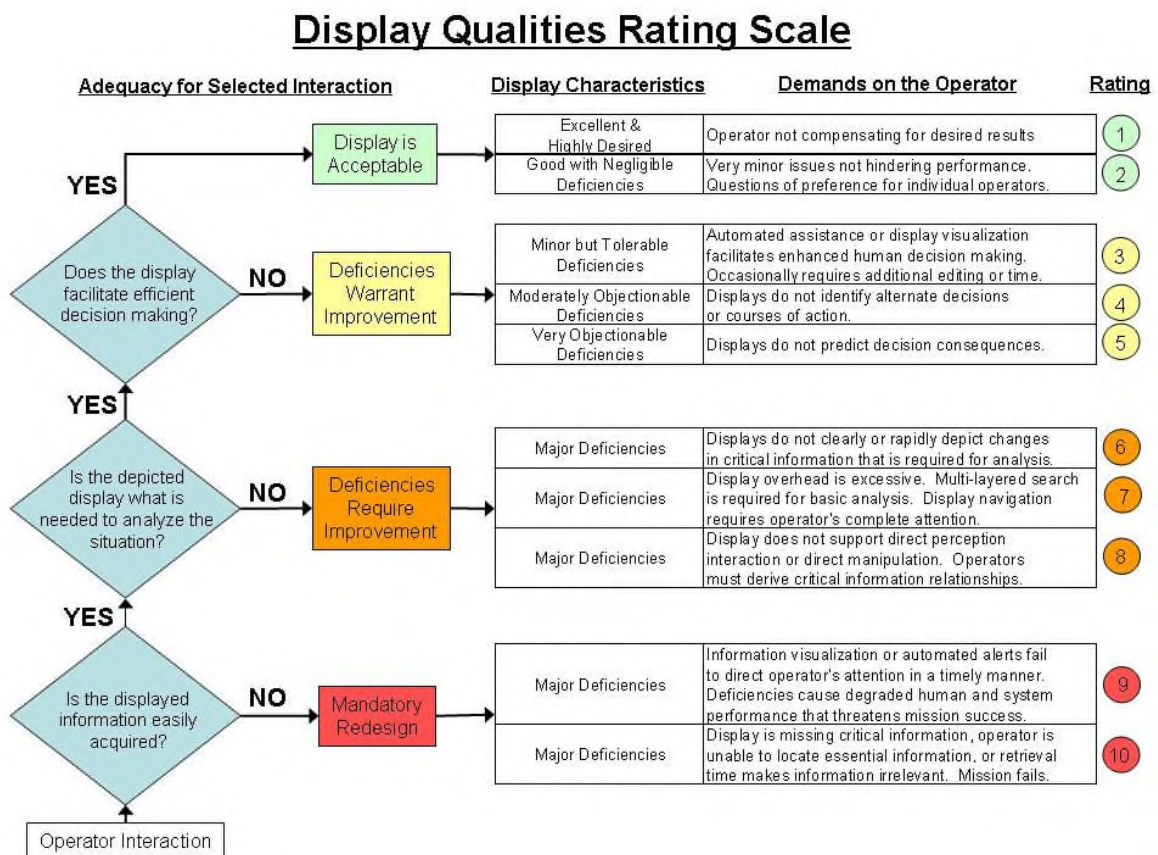 Display Qualities Rating Scale
Adequacy for Selected Interaction
Display Characteristics
Demands on the Operator
Rating
Display is
Acceptable
Excellent &
Highly Desired
Operator not compensating for desired results
1
Good with Negligible
Deficiencies
Very minor issues not hindering performance.
Questions of preference for individual operators.
2
YES
Does the display
facilitate efficient
decision making?
NO
Deficiencies
Warrant
Improvement
Minor but Tolerable
Deficiencies
Automated assistance or display visualization
facilitates enhanced human decision making.
Occasionally requires additional editing or time.
3
Moderately Objectionable
Deficiencies
Displays do not identify alternate decisions
or courses of action.
4
Very Objectionable
Deficiencies
Displays do not predict decision consequences.
5
YES
Is the depicted
display what is
needed to analyze the
situation?
NO
Deficiencies
Require
Improvement
Major Deficiencies
Displays do not clearly or rapidly depict changes
in critical information that is required for analysis.
6
Major Deficiencies
Display overhead is excessive. Multi-layered search
is required for basic analysis. Display navigation
requires operator's complete attention.
7
Major Deficiencies
Display does not support direct perception
interaction or direct manipulation. Operators
must derive critical information relationships.
8
YES
Is the displayed
information easily
acquired?
NO
Mandatory
Redesign
Major Deficiencies
Information visualization or automated alerts fail
to direct operator's attention in a timely manner.
Deficiencies cause degraded human and system
performance that threatens mission success.
9
Major Deficiencies
Display is missing critical information, operator is
unable to locate essential information, or retrieval
time makes information irrelevant. Mission fails.
10
Operator Interaction